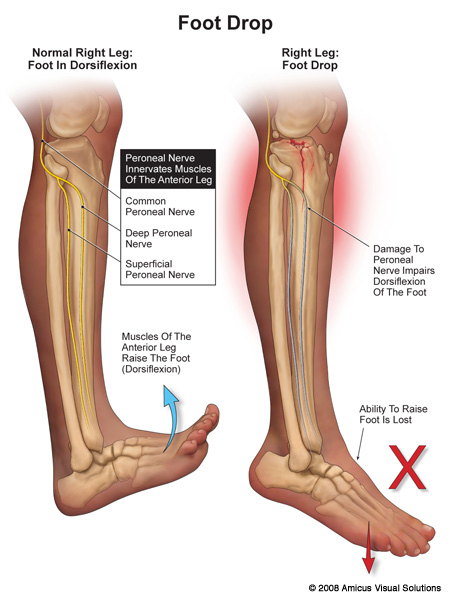 Foot Drop
Normal Right Leg:
Foot In Dorsiflexion
Right Leg:
Foot Drop
Peroneal Nerve
Innervates Muscles
Of The Anterior Leg
Common
Peroneal Nerve
Deep Peroneal
Nerve
Superficial
Peroneal Nerve
Damage To
Peroneal
Nerve Impairs
Dorsiflexion
Of The Foot
Muscles Of The
Anterior Leg
Raise The Foot
(Dorsiflexion)
Ability To Raise
Foot Is Lost
X
© 2008 Amicus Visual Solutions